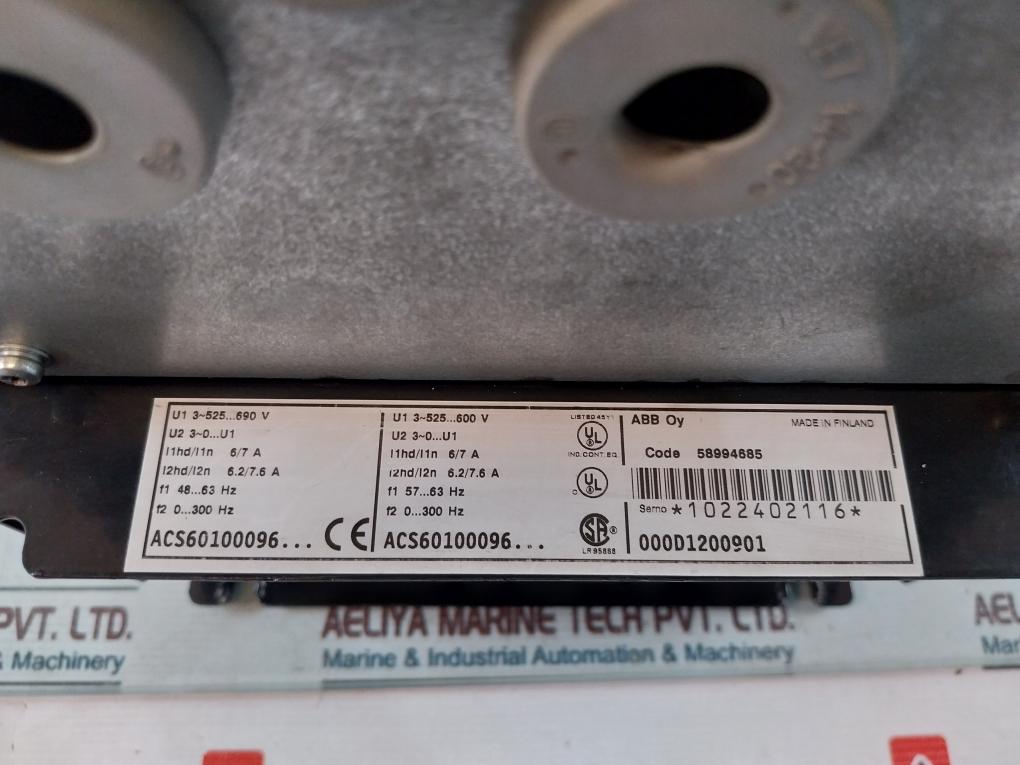 U1 3~525...690 V
U2 3~0...U1
I1hd/I1n 6/7 A
I2hd/I2n 6.2/7.6 A
f1 48...63 Hz
f2 0...300 Hz
ACS60100096... CE
U1 3~525...600 V
U2 3~0...U1
I1hd/I1n 6/7 A
I2hd/I2n 6.2/7.6 A
f1 57...63 Hz
f2 0...300 Hz
ACS60100096...
LISTED 45Y1
UL
IND. CONT. EQ.
c UL
SA ®
LR 95888
ABB Oy MADE IN FINLAND
Code 58994685
Serno *1022402116*
000D1200901
PVT. LTD.
& Machinery
AELIYA MARINE TECH PVT. LTD.
Marine & Industrial Automation & Machinery
AEL
Mar